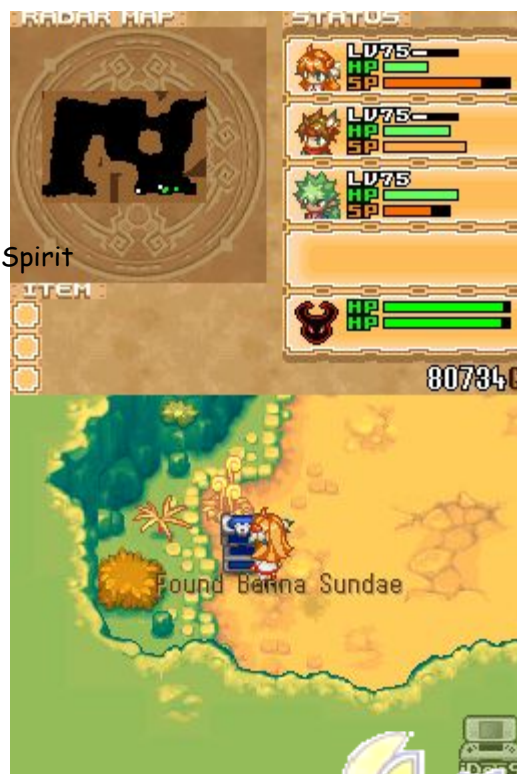 RADAR MAP
STATUS
LV75
HP
SP
LV75
HP
SP
LV75
HP
SP
Spirit
ITEM
HP
HP
80734G
Found Banna Sundae